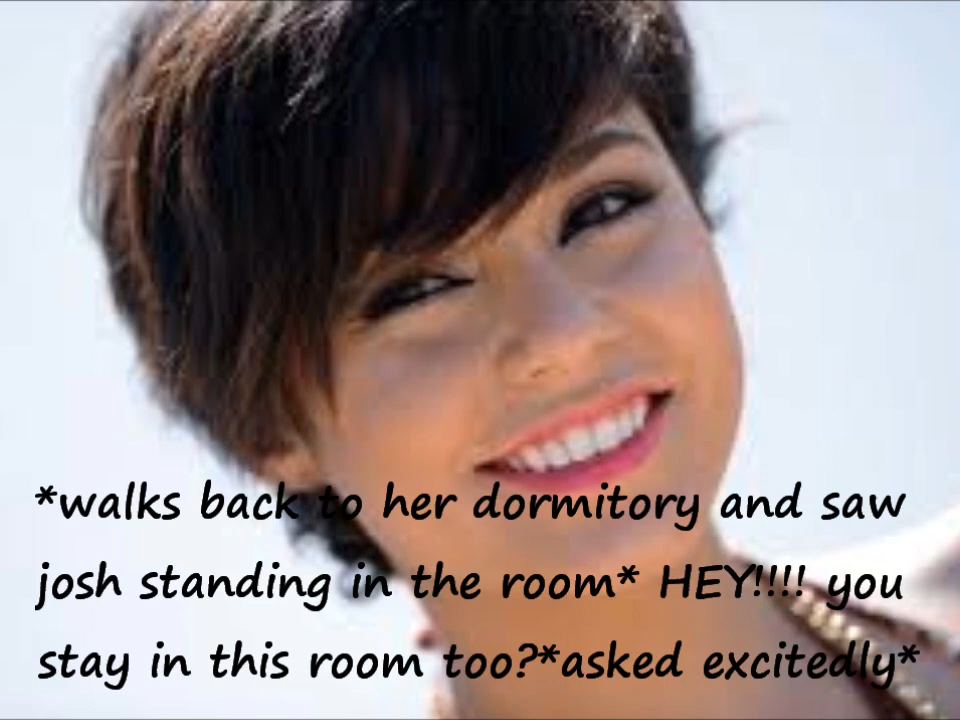 *walks back to her dormitory and saw
josh standing in the room* HEY!!!! you
stay in this room too?*asked excitedly*